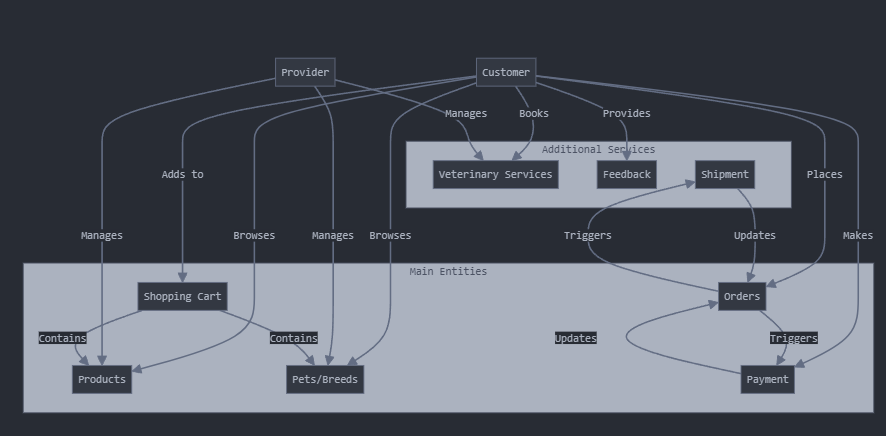 Provider
Customer
Manages
Books
Provides
Additional Services
Adds to
Veterinary Services
Feedback
Shipment
Places
Manages
Browses
Manages
Browses
Triggers
Updates
Makes
Main Entities
Shopping Cart
Orders
Contains
Contains
Updates
Triggers
Products
Pets/Breeds
Payment